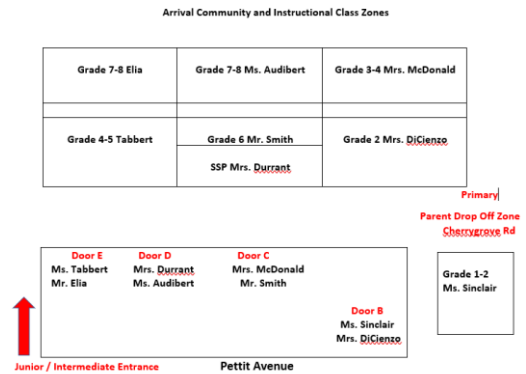 Arrival Community and Instructional Class Zones
Grade 7-8 Elia
Grade 7-8 Ms. Audibert
Grade 3-4 Mrs. McDonald
Grade 4-5 Tabbert
Grade 6 Mr. Smith
Grade 2 Mrs. DiCienzo
SSP Mrs. Durrant
Primary
Parent Drop Off Zone
Cherrygrove Rd
Door E
Ms. Tabbert
Mr. Elia
Door D
Mrs. Durrant
Ms. Audibert
Door C
Mrs. McDonald
Mr. Smith
Grade 1-2
Ms. Sinclair
Door B
Ms. Sinclair
Mrs. DiCienzo
Junior / Intermediate Entrance
Pettit Avenue